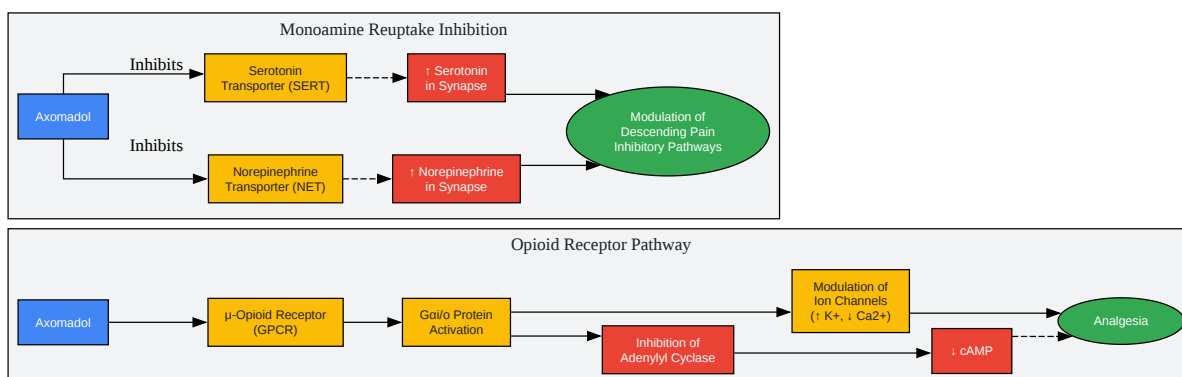 Monoamine Reuptake Inhibition
Inhibits
Serotonin
Transporter (SERT)
↑ Serotonin
in Synapse
Axomadol
Modulation of
Descending Pain
Inhibitory Pathways
Inhibits
Norepinephrine
Transporter (NET)
↑ Norepinephrine
in Synapse
Opioid Receptor Pathway
Axomadol
μ-Opioid Receptor
(GPCR)
Gαi/o Protein
Activation
Modulation of
Ion Channels
(↑ K+, ↓ Ca2+)
Analgesia
Inhibition of
Adenylyl Cyclase
↓ cAMP